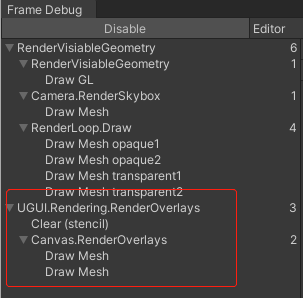 Frame Debug
Disable Editor
RenderVisiableGeometry 6
RenderVisiableGeometry 1
Draw GL
Camera.RenderSkybox 1
Draw Mesh
RenderLoop.Draw 4
Draw Mesh opaque1
Draw Mesh opaque2
Draw Mesh transparent1
Draw Mesh transparent2
UGUI.Rendering.RenderOverlays 3
Clear (stencil)
Canvas.RenderOverlays 2
Draw Mesh
Draw Mesh